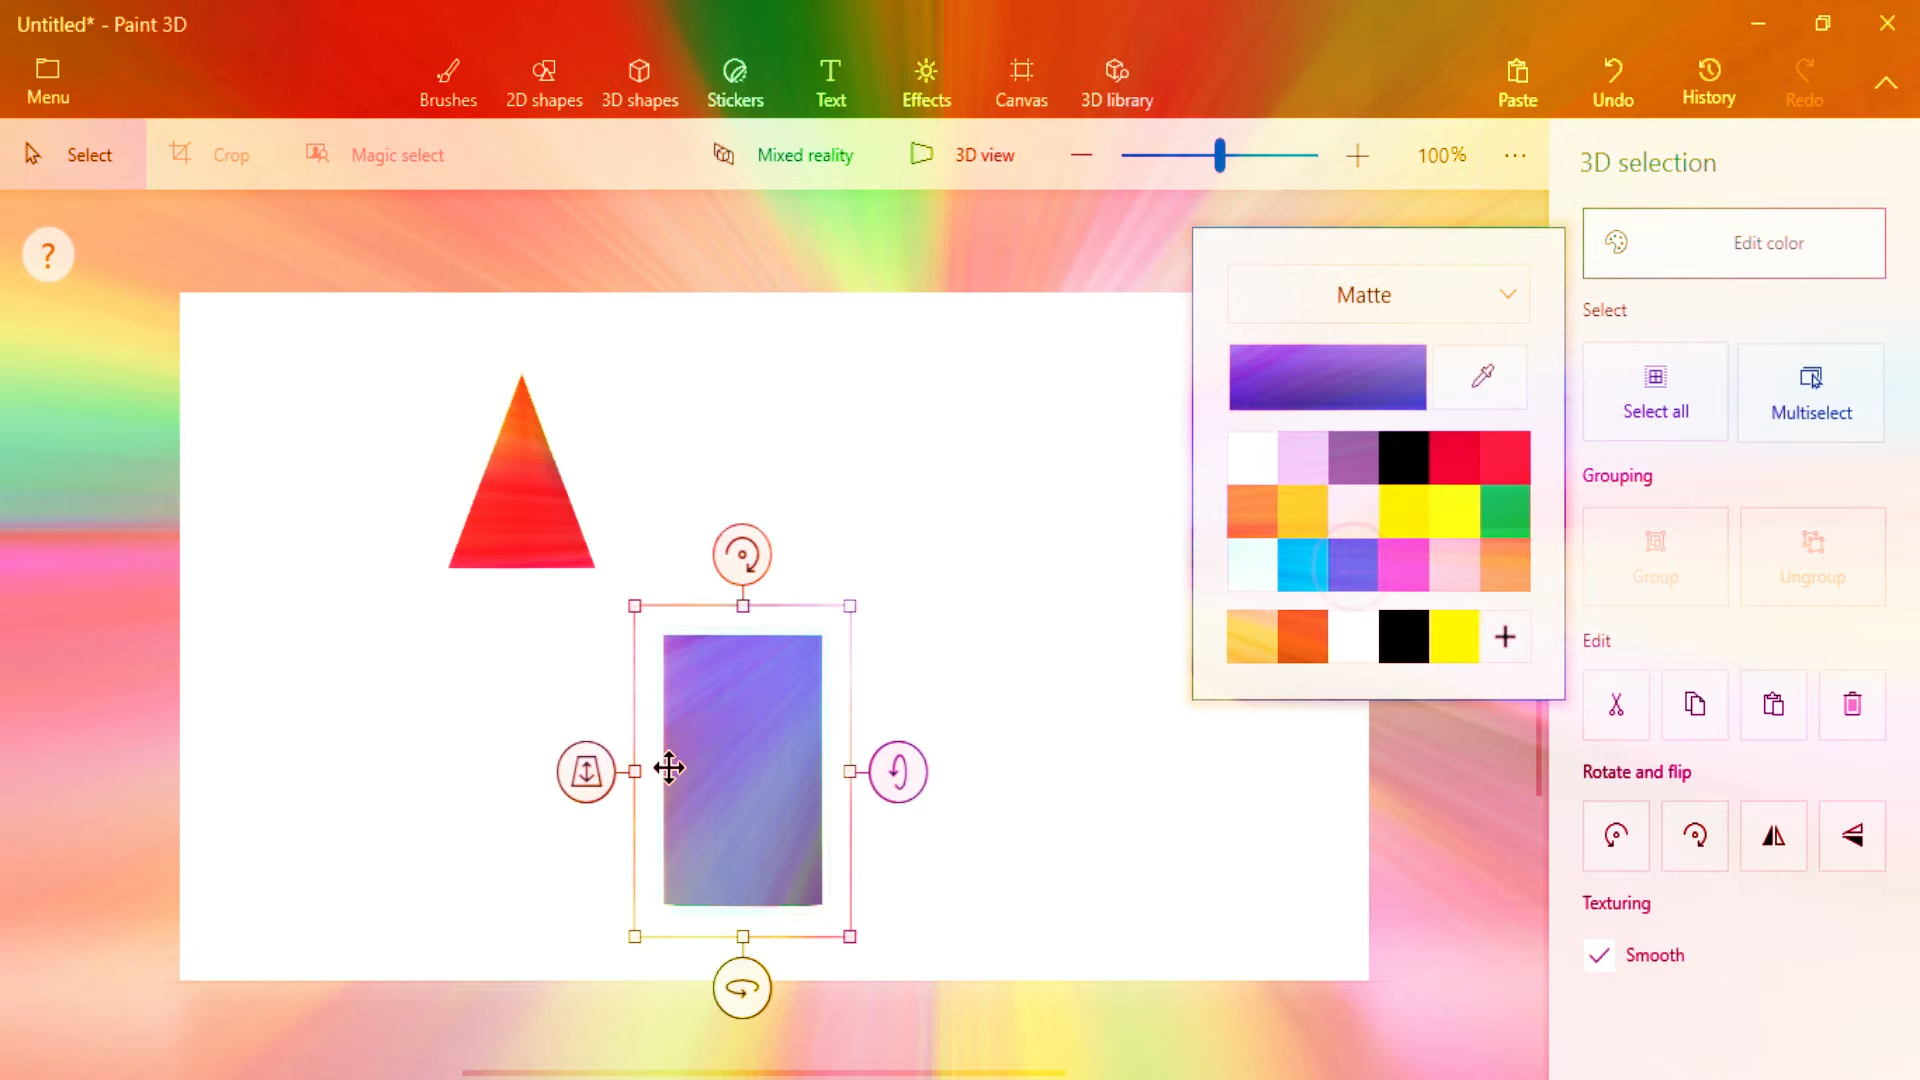 Untitled* - Paint 3D
Menu
Brushes
2D shapes
3D shapes
Stickers
Text
Effects
Canvas
3D library
Paste
Undo
History
Redo
Select
Crop
Magic select
Mixed reality
3D view
100%
3D selection
?
Edit color
Matte
Select
Select all
Multiselect
Grouping
Group
Ungroup
Edit
Rotate and flip
Texturing
Smooth